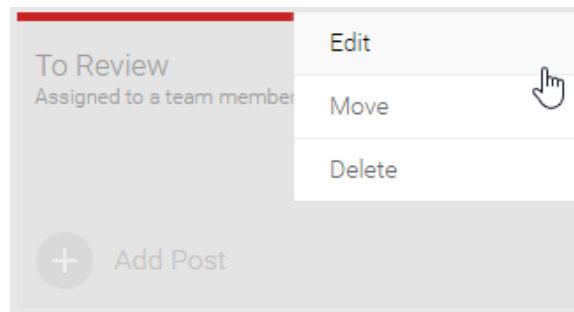 To Review
Assigned to a team member
Edit
Move
Delete
Add Post